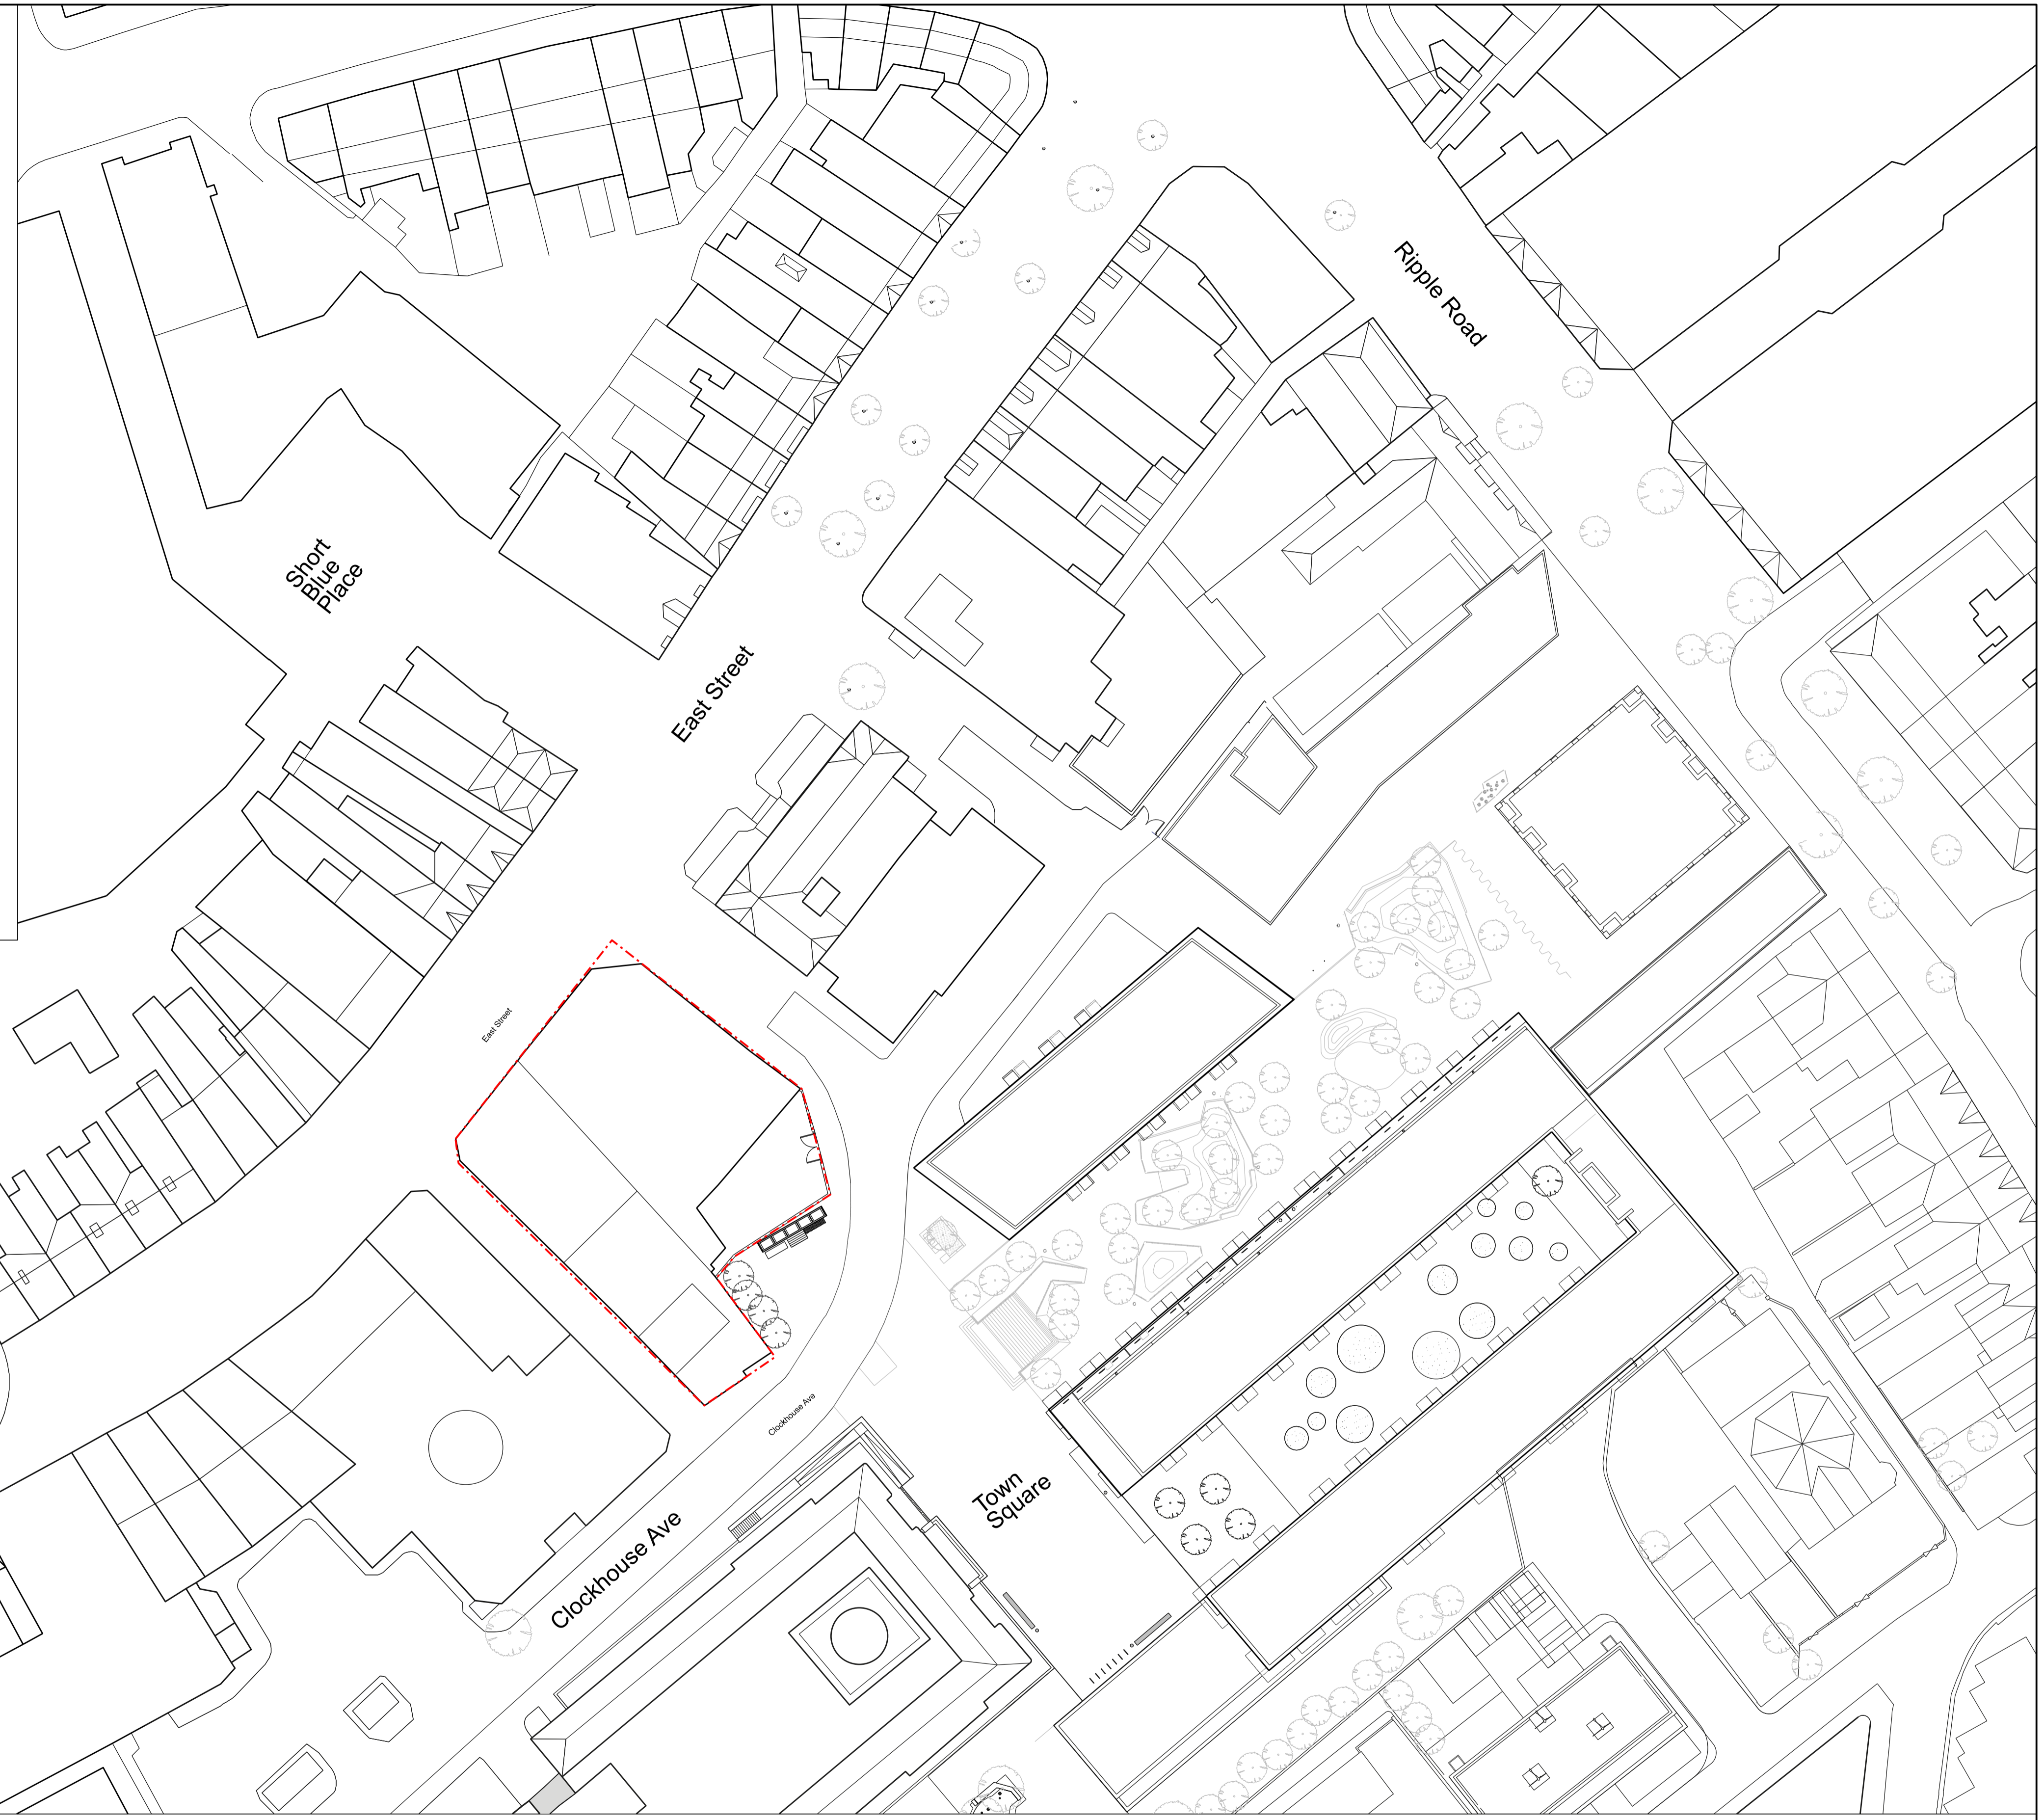 Ripple Road
Short
Blue
Place
East Street
East Street
Clockhouse Ave
Town
Square
Clockhouse Ave